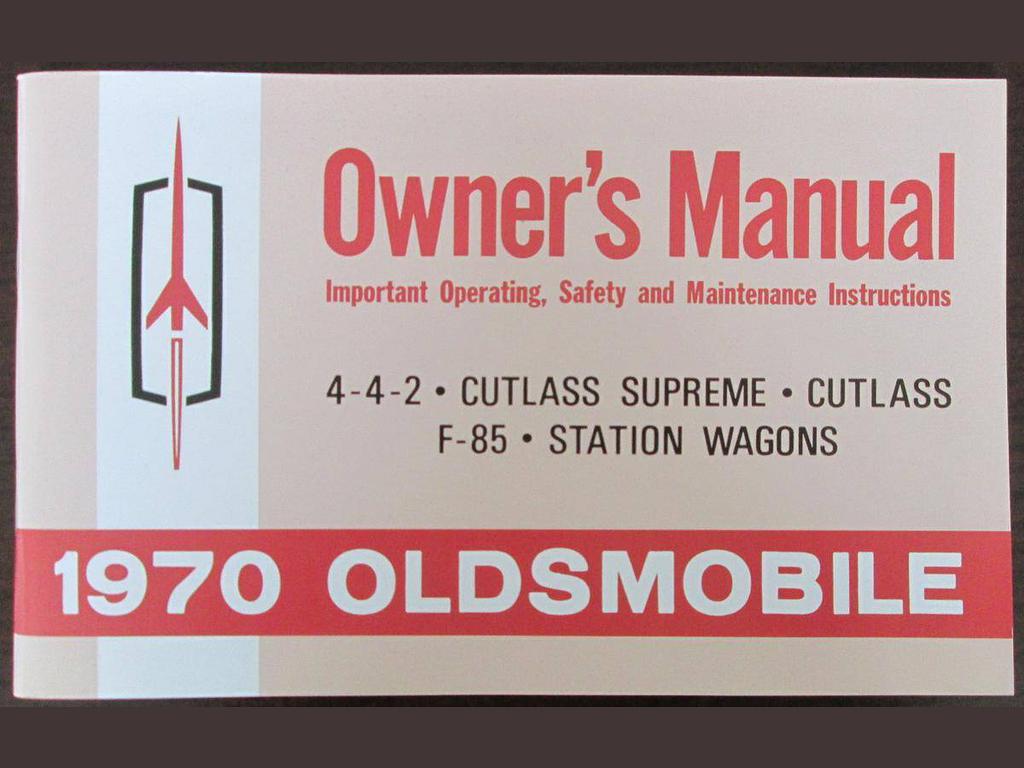 Owner's Manual
Important Operating, Safety and Maintenance Instructions
4-4-2 • CUTLASS SUPREME • CUTLASS
F-85 • STATION WAGONS
1970 OLDSMOBILE